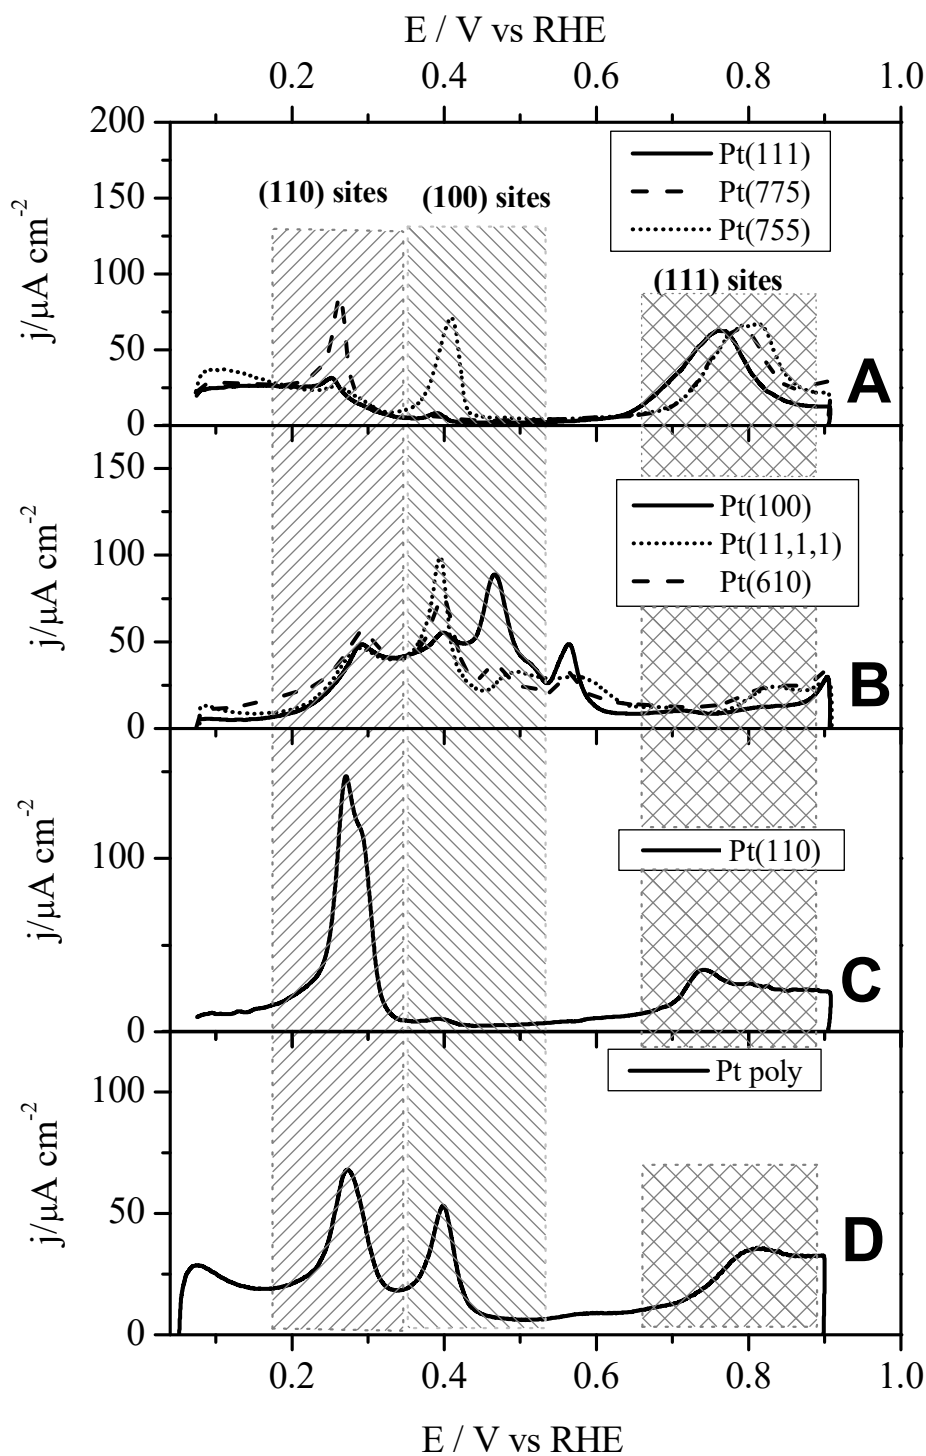 E / V vs RHE
0.2 0.4 0.6 0.8 1.0
200
150
100
50
0
j/µA cm-2
Pt(111)
Pt(775)
Pt(755)
(110) sites
(100) sites
(111) sites
A
150
100
50
0
j/µA cm-2
Pt(100)
Pt(11,1,1)
Pt(610)
B
100
0
j/µA cm-2
Pt(110)
C
100
50
0
j/µA cm-2
Pt poly
D
0.2 0.4 0.6 0.8 1.0
E / V vs RHE